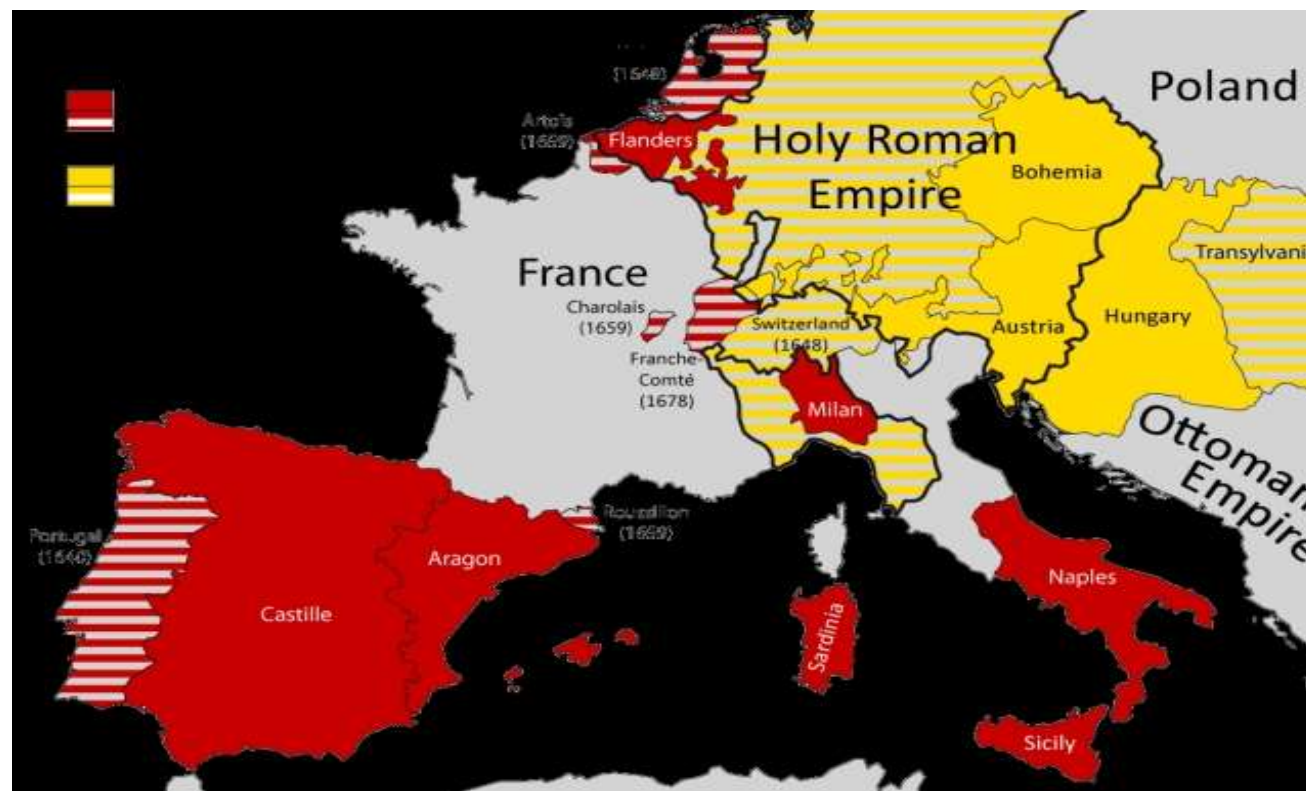 (1648)
Poland
Artois
(1659)
Flanders
Holy Roman
Empire
Bohemia
Transylvani
France
Charolais
(1659)
Switzerland
(1648)
Austria
Hungary
Franche-
Comté
(1678)
Milan
Ottoman
Empire
Portugal
(1640)
Roussillon
(1659)
Aragon
Castille
Sardinia
Naples
Sicily